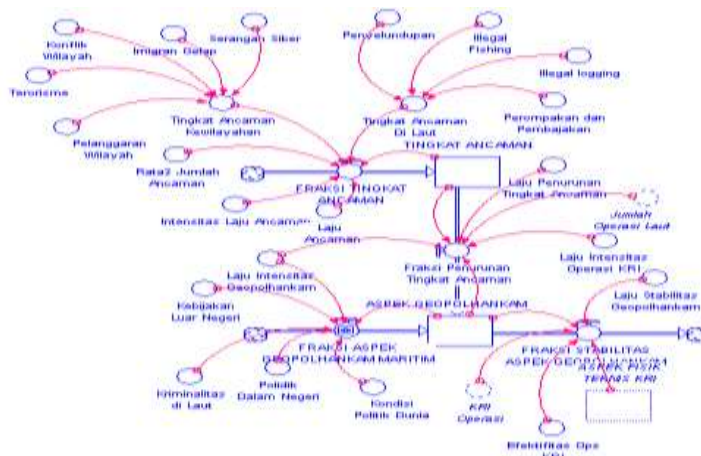 Konflik
Wilayah
Imigran Gelap
Serangan Siber
Penyelundupan
Illegal
Fishing
Illegal logging
Terorisme
Tingkat Ancaman
Kewilayahan
Tingkat Ancaman
Di Laut
Perompakan dan
Pembajakan
Pelanggaran
Wilayah
TINGKAT ANCAMAN
Rata2 Jumlah
Ancaman
FRAKSI TINGKAT
ANCAMAN
Laju Penurunan
Tingkat Ancaman
Intensitas Laju Ancaman
Laju
Ancaman
Jumlah
Operasi Laut
Laju Intensitas
Geopolhankam
Fraksi Penurunan
Tingkat Ancaman
Laju Intensitas
Operasi KRI
Kebijakan
Luar Negeri
ASPEK GEOPOLHANKAM
Laju Stabilitas
Geopolhankam
FRAKSI ASPEK
GEOPOLHANKAM MARITIM
FRAKSI STABILITAS
ASPEK GEOPOLHANKAM
ASPEK FISIK
TEKNIS KRI
Kriminalitas
di Laut
Polidik
Dalam Negeri
Kondisi
Politik Dunia
KRI
Operasi
Efektifitas Ops
KRI